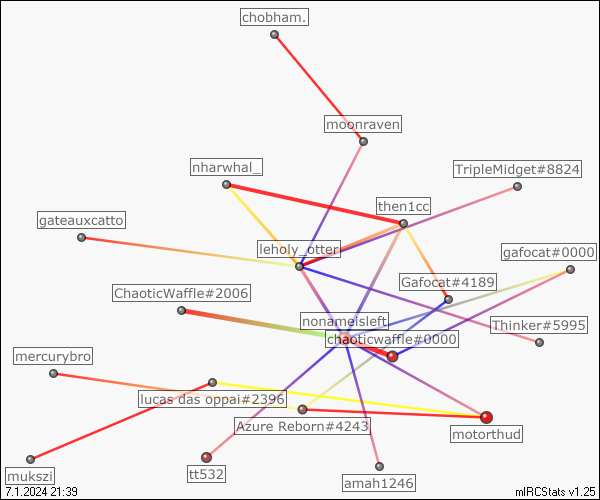 chobham.
moonraven
nharwhal_
TripleMidget#8824
then1cc
gateauxcatto
leholy_otter
gafocat#0000
Gafocat#4189
ChaoticWaffle#2006
nonameisleft
Thinker#5995
chaoticwaffle#0000
mercurybro
lucas das oppai#2396
Azure Reborn#4243
motorthud
mukszi
tt532
amah1246
7.1.2024 21:39
mIRCStats v1.25